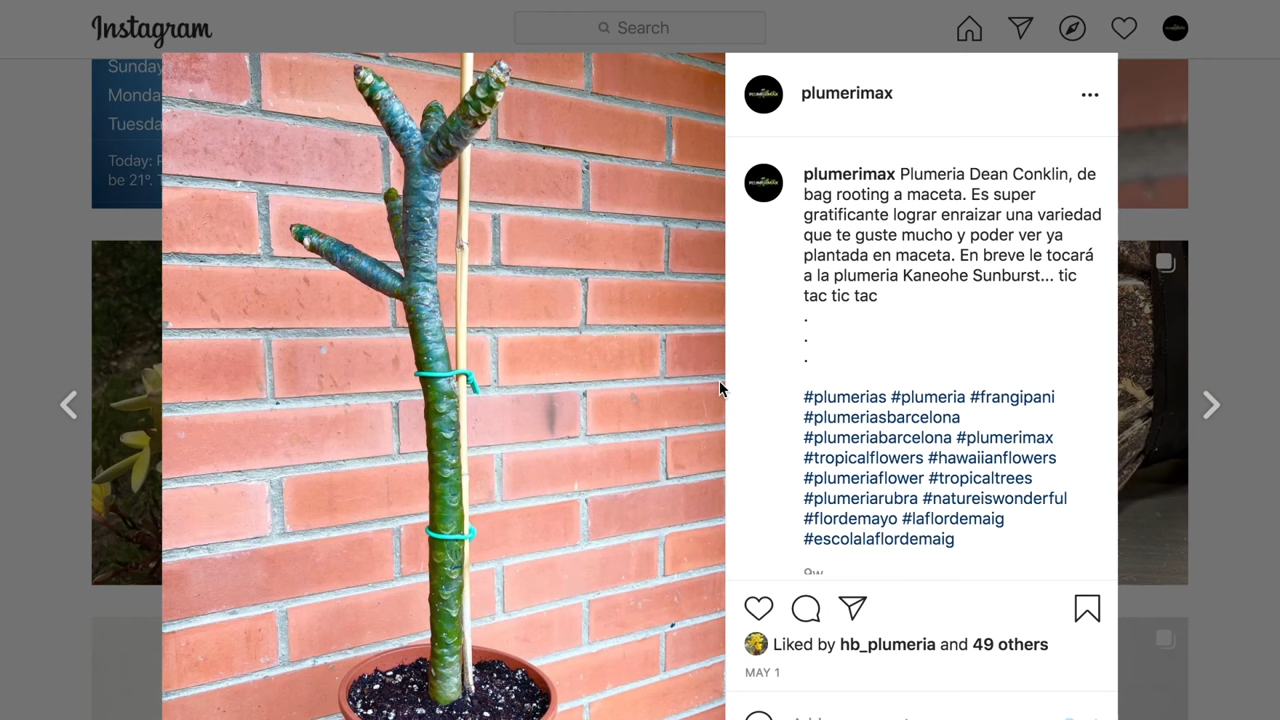 Instagram
Search
Sunday
Monda
Tuesda
Today: 
be 21°.
plumerimax
plumerimax Plumeria Dean Conklin, de
bag rooting a maceta. Es super
gratificante lograr enraizar una variedad
que te guste mucho y poder ver ya
plantada en maceta. En breve le tocará
a la plumeria Kaneohe Sunburst... tic
tac tic tac
.
.
.
#plumerias #plumeria #frangipani
#plumeriasbarcelona
#plumeriabarcelona #plumerimax
#tropicalflowers #hawaiianflowers
#plumeriaflower #tropicaltrees
#plumeriarubra #natureiswonderful
#flordemayo #laflordemaig
#escolalaflordemaig
9w
Liked by hb_plumeria and 49 others
MAY 1